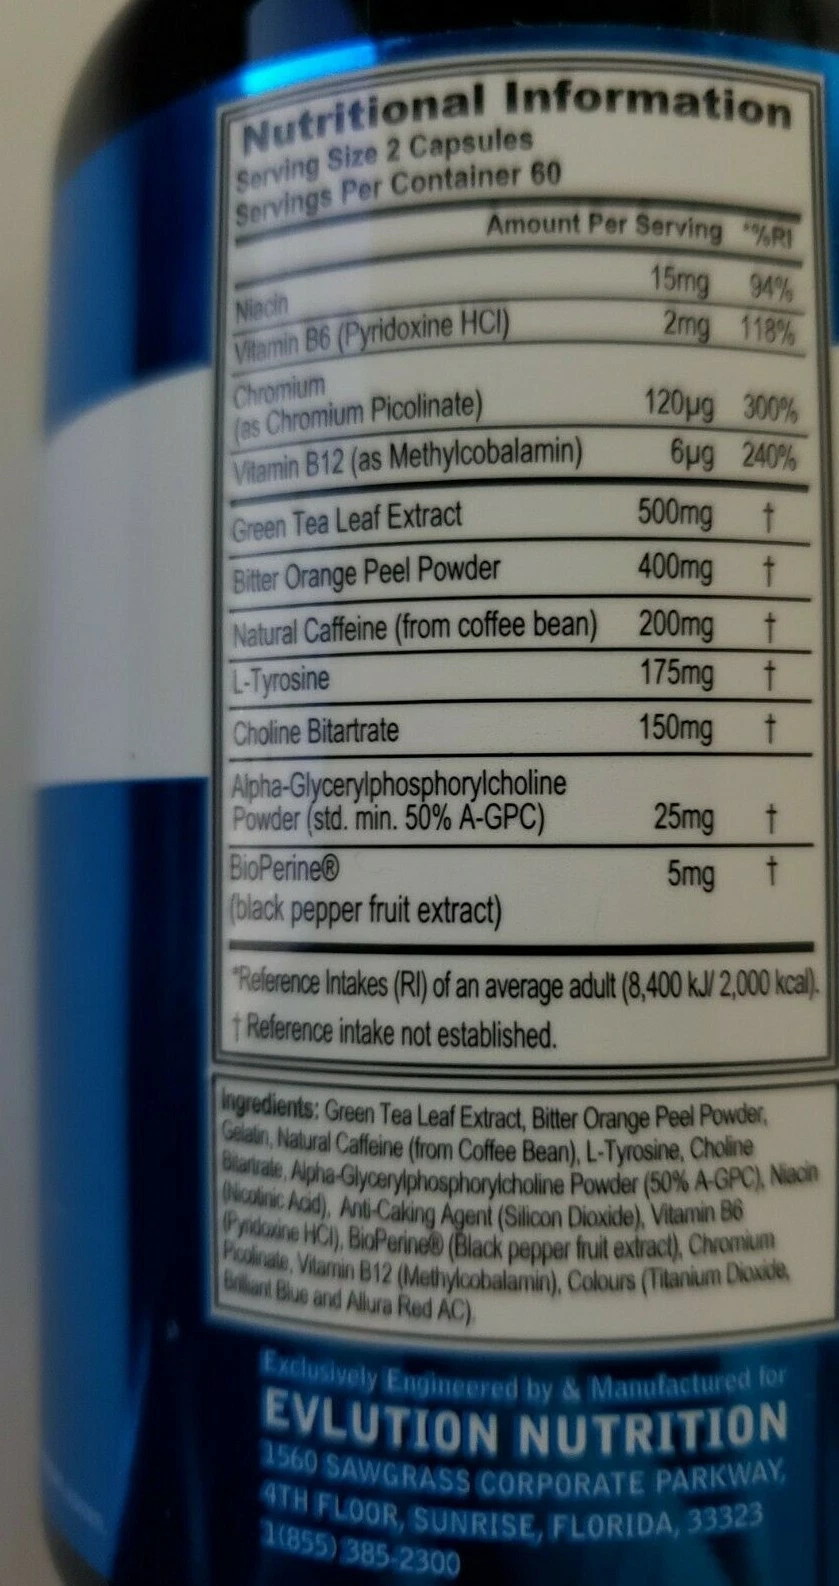 Nutritional Information
Serving Size 2 Capsules
Servings Per Container 60
Amount Per Serving *%RI
Niacin 15mg 94%
Vitamin B6 (Pyridoxine HCl) 2mg 118%
Chromium
(as Chromium Picolinate) 120µg 300%
Vitamin B12 (as Methylcobalamin) 6µg 240%
Green Tea Leaf Extract 500mg †
Bitter Orange Peel Powder 400mg †
Natural Caffeine (from coffee bean) 200mg †
L-Tyrosine 175mg †
Choline Bitartrate 150mg †
Alpha-Glycerylphosphorylcholine
Powder (std. min. 50% A-GPC) 25mg †
BioPerine® 5mg †
(black pepper fruit extract)
*Reference Intakes (RI) of an average adult (8,400 kJ/ 2,000 kcal).
† Reference intake not established.
Ingredients: Green Tea Leaf Extract, Bitter Orange Peel Powder,
Gelatin, Natural Caffeine (from Coffee Bean), L-Tyrosine, Choline
Bitartrate, Alpha-Glycerylphosphorylcholine Powder (50% A-GPC), Niacin
(Nicotinic Acid), Anti-Caking Agent (Silicon Dioxide), Vitamin B6
(Pyridoxine HCl), BioPerine® (Black pepper fruit extract), Chromium
Picolinate, Vitamin B12 (Methylcobalamin), Colours (Titanium Dioxide,
Brilliant Blue and Allura Red AC).
Exclusively Engineered by & Manufactured for
EVLUTION NUTRITION
1560 SAWGRASS CORPORATE PARKWAY,
4TH FLOOR, SUNRISE, FLORIDA, 33323
1(855) 385-2300